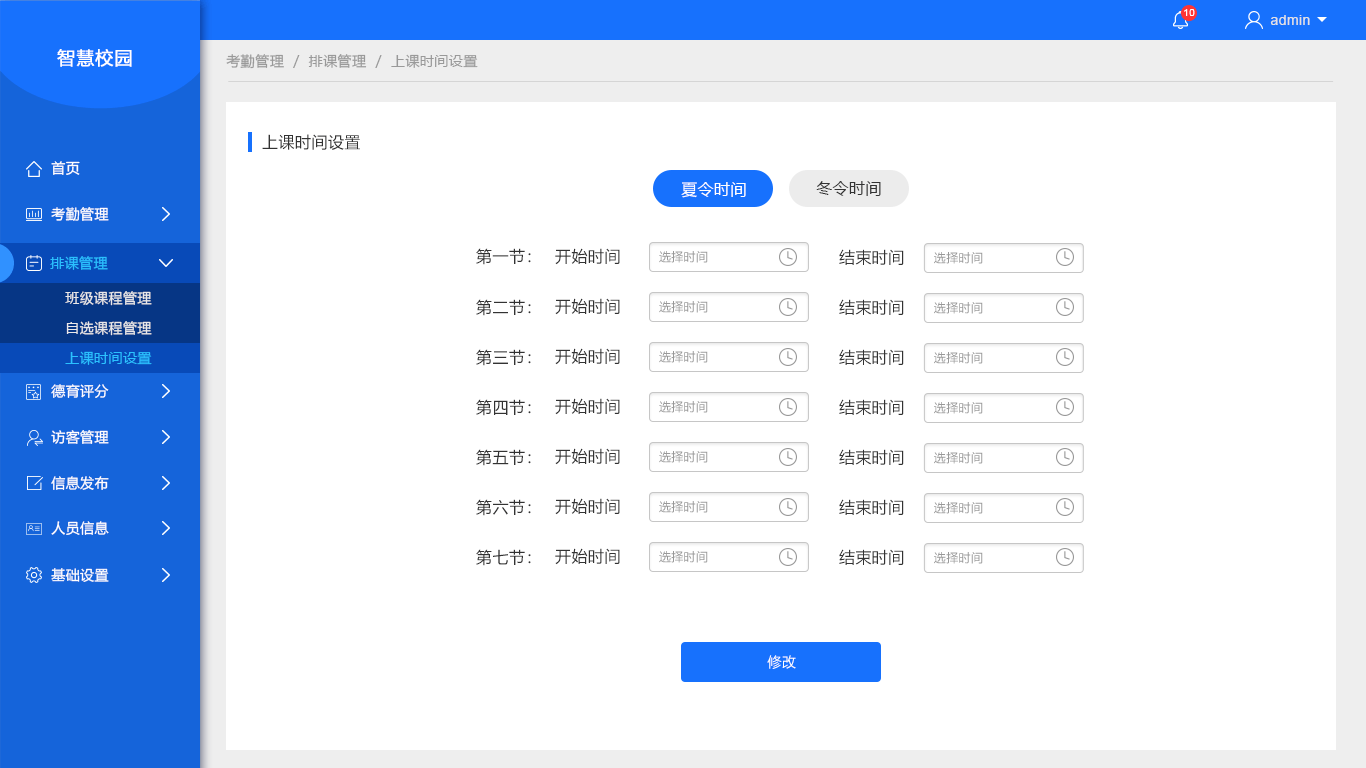 智慧校园
10
admin
考勤管理 / 排课管理 / 上课时间设置
首页
考勤管理
排课管理
班级课程管理
自选课程管理
上课时间设置
德育评分
访客管理
信息发布
人员信息
基础设置
上课时间设置
夏令时间 冬令时间
第一节： 开始时间 选择时间 结束时间 选择时间
第二节： 开始时间 选择时间 结束时间 选择时间
第三节： 开始时间 选择时间 结束时间 选择时间
第四节： 开始时间 选择时间 结束时间 选择时间
第五节： 开始时间 选择时间 结束时间 选择时间
第六节： 开始时间 选择时间 结束时间 选择时间
第七节： 开始时间 选择时间 结束时间 选择时间
修改